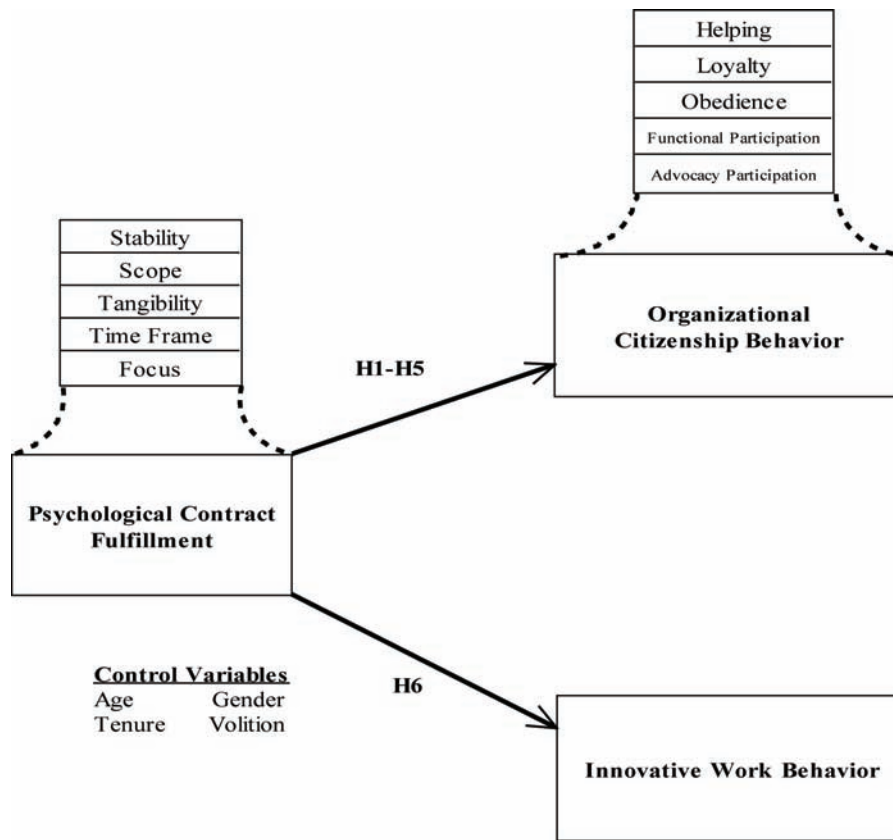 Helping
Loyalty
Obedience
Functional Participation
Advocacy Participation
Stability
Scope
Tangibility
Time Frame
Focus
Organizational
Citizenship Behavior
H1-H5
Psychological Contract
Fulfillment
Control Variables
Age Gender
Tenure Volition
H6
Innovative Work Behavior